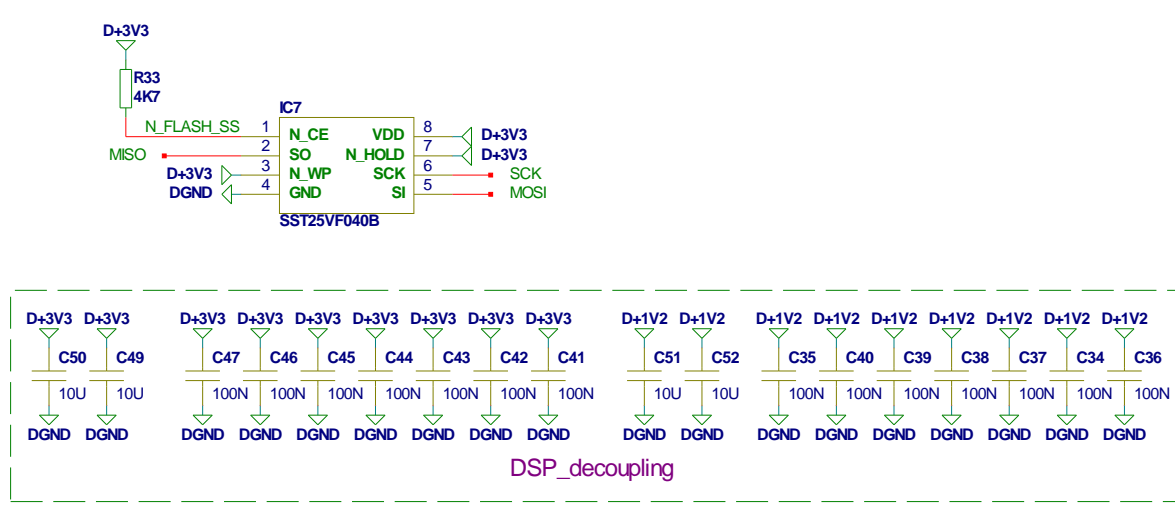 D+3V3
R33
4K7
IC7
N_FLASH_SS 1 N_CE VDD 8 D+3V3
MISO 2 SO N_HOLD 7 D+3V3
D+3V3 3 N_WP SCK 6 SCK
DGND 4 GND SI 5 MOSI
SST25VF040B
D+3V3 D+3V3 D+3V3 D+3V3 D+3V3 D+3V3 D+3V3 D+3V3 D+3V3 D+1V2 D+1V2 D+1V2 D+1V2 D+1V2 D+1V2 D+1V2 D+1V2 D+1V2
C50 C49 C47 C46 C45 C44 C43 C42 C41 C51 C52 C35 C40 C39 C38 C37 C34 C36
10U 10U 100N 100N 100N 100N 100N 100N 100N 10U 10U 100N 100N 100N 100N 100N 100N 100N
DGND DGND DGND DGND DGND DGND DGND DGND DGND DGND DGND DGND DGND DGND DGND DGND DGND DGND
DSP_decoupling